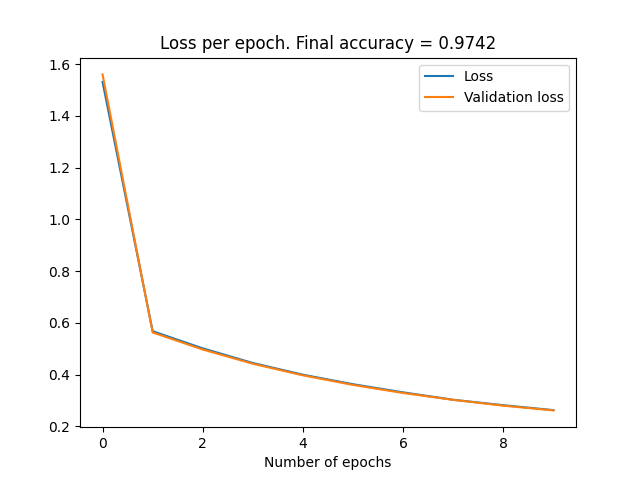 Loss per epoch. Final accuracy = 0.9742
1.6
1.4
1.2
1.0
0.8
0.6
0.4
0.2
Loss
Validation loss
0 2 4 6 8
Number of epochs